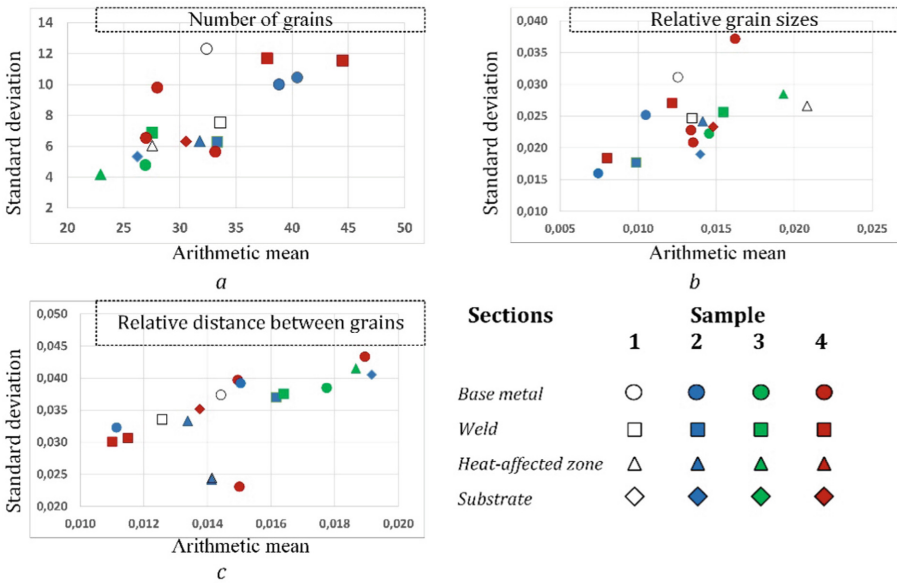 Number of grains
Standard deviation
14
12
10
8
6
4
2
20 25 30 35 40 45 50
Arithmetic mean
a
Relative grain sizes
Standard deviation
0,040
0,035
0,030
0,025
0,020
0,015
0,010
0,005 0,010 0,015 0,020 0,025
Arithmetic mean
b
Relative distance between grains
Standard deviation
0,050
0,045
0,040
0,035
0,030
0,025
0,020
0,010 0,012 0,014 0,016 0,018 0,020
Arithmetic mean
c
Sections Sample
1 2 3 4
Base metal
Weld
Heat-affected zone
Substrate